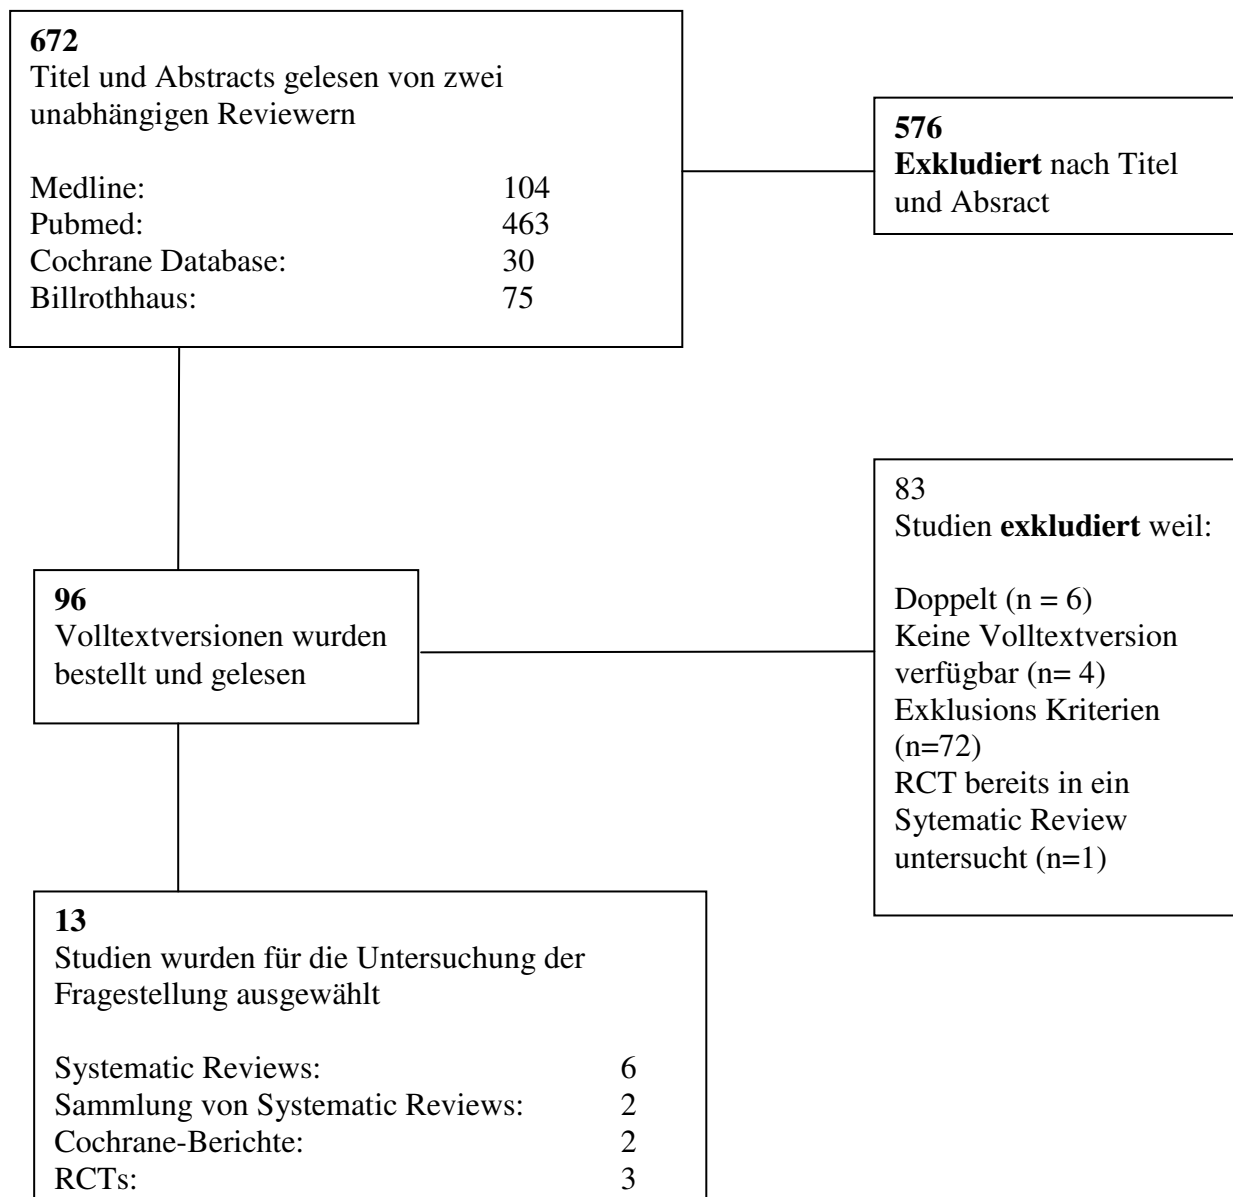 672
Titel und Abstracts gelesen von zwei
unabhängigen Reviewern
Medline: 104
Pubmed: 463
Cochrane Database: 30
Billrothhaus: 75
576
Exkludiert nach Titel
und Absract
96
Volltextversionen wurden
bestellt und gelesen
83
Studien exkludiert weil:
Doppelt (n = 6)
Keine Volltextversion
verfügbar (n= 4)
Exklusions Kriterien
(n=72)
RCT bereits in ein
Sytematic Review
untersucht (n=1)
13
Studien wurden für die Untersuchung der
Fragestellung ausgewählt
Systematic Reviews: 6
Sammlung von Systematic Reviews: 2
Cochrane-Berichte: 2
RCTs: 3